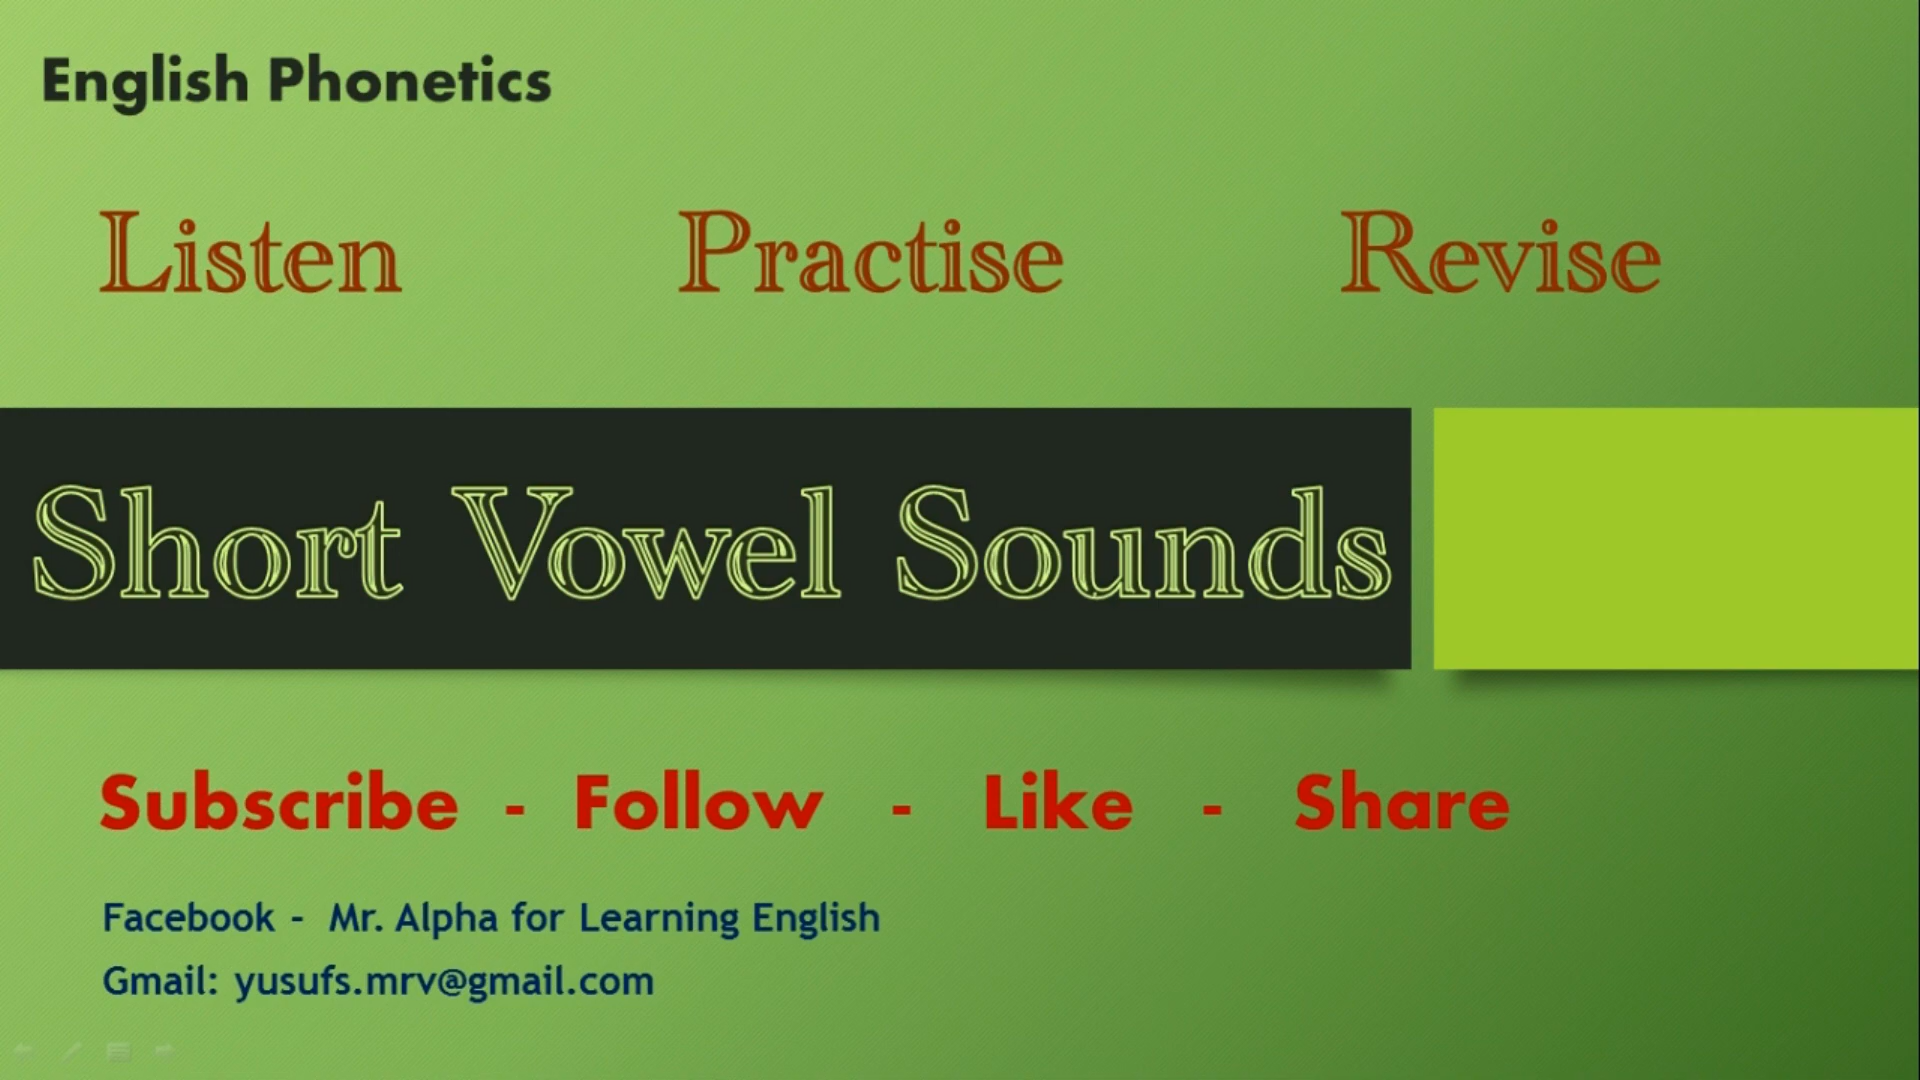 English Phonetics
Listen Practise Revise
Short Vowel Sounds
Subscribe - Follow - Like - Share
Facebook - Mr. Alpha for Learning English
Gmail: yusufs.mrv@gmail.com